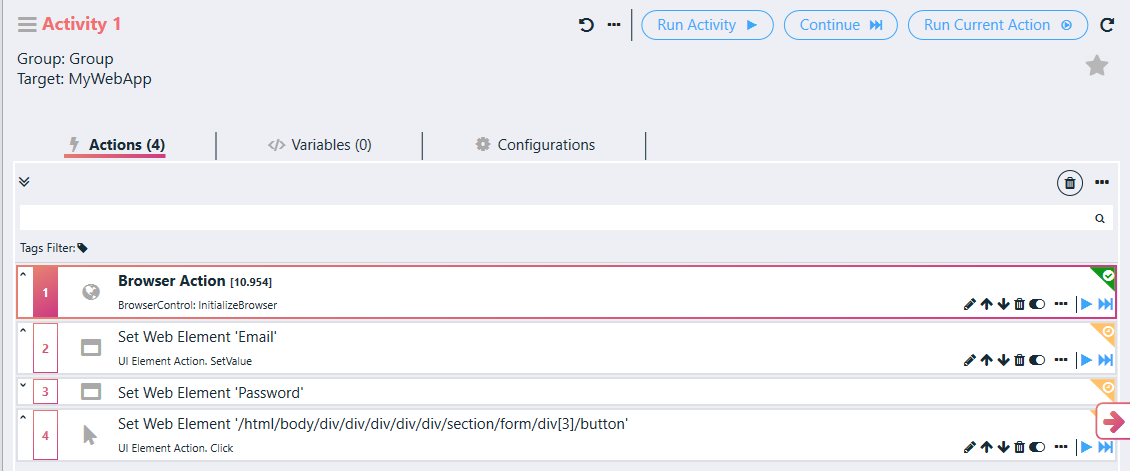 Activity 1
Run Activity
Continue
Run Current Action
Group: Group
Target: MyWebApp
Actions (4)
Variables (0)
Configurations
Tags Filter:
1
Browser Action [10.954]
BrowserControl: InitializeBrowser
2
Set Web Element 'Email'
UI Element Action. SetValue
3
Set Web Element 'Password'
4
Set Web Element '/html/body/div/div/div/div/div/section/form/div[3]/button'
UI Element Action. Click